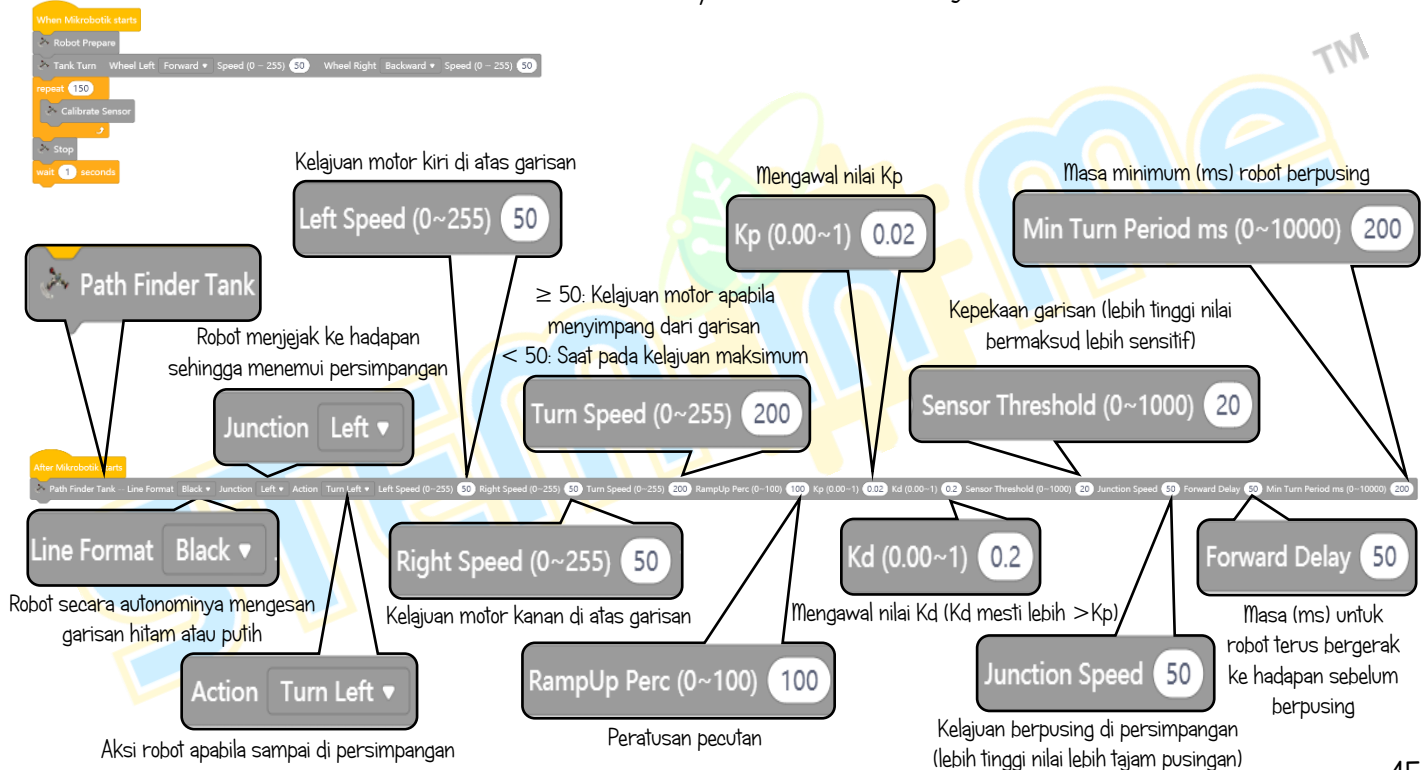 When Mikrobotik starts
Robot Prepare
Tank Turn Wheel Left Forward ▾ Speed (0 – 255) 50 Wheel Right Backward ▾ Speed (0 – 255) 50
repeat 150
Calibrate Sensor
Stop
wait 1 seconds
TM
STEM-in-me
Kelajuan motor kiri di atas garisan
Left Speed (0~255) 50
Mengawal nilai Kp
Kp (0.00~1) 0.02
Masa minimum (ms) robot berpusing
Min Turn Period ms (0~10000) 200
Path Finder Tank
Robot menjejak ke hadapan
sehingga menemui persimpangan
Junction Left ▾
≥ 50: Kelajuan motor apabila
menyimpang dari garisan
< 50: Saat pada kelajuan maksimum
Turn Speed (0~255) 200
Kepekaan garisan (lebih tinggi nilai
bermaksud lebih sensitif)
Sensor Threshold (0~1000) 20
After Mikrobotik starts
Path Finder Tank -- Line Format Black ▾ Junction Left ▾ Action Turn Left ▾ Left Speed (0~255) 50 Right Speed (0~255) 50 Turn Speed (0~255) 200 RampUp Perc (0~100) 100 Kp (0.00~1) 0.02 Kd (0.00~1) 0.2 Sensor Threshold (0~1000) 20 Junction Speed 50 Forward Delay 50 Min Turn Period ms (0~10000) 200
Line Format Black ▾
Robot secara autonominya mengesan
garisan hitam atau putih
Action Turn Left ▾
Aksi robot apabila sampai di persimpangan
Right Speed (0~255) 50
Kelajuan motor kanan di atas garisan
RampUp Perc (0~100) 100
Peratusan pecutan
Kd (0.00~1) 0.2
Mengawal nilai Kd (Kd mesti lebih >Kp)
Junction Speed 50
Kelajuan berpusing di persimpangan
(lebih tinggi nilai lebih tajam pusingan)
Forward Delay 50
Masa (ms) untuk
robot terus bergerak
ke hadapan sebelum
berpusing